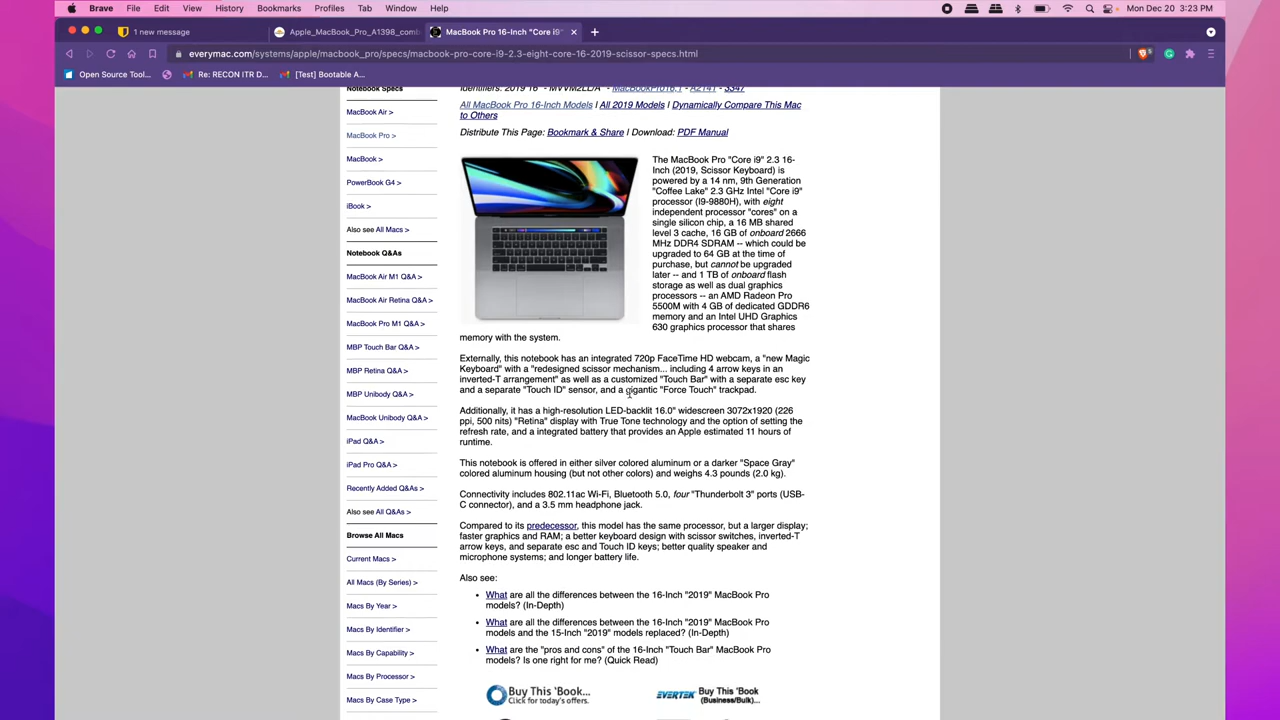 Brave File Edit View History Bookmarks Profiles Tab Window Help Mon Dec 20 3:23 PM
1 new message
Apple_MacBook_Pro_A1398_comb
MacBook Pro 16-Inch "Core i9"
everymac.com/systems/apple/macbook_pro/specs/macbook-pro-core-i9-2.3-eight-core-16-2019-scissor-specs.html
Open Source Tool... Re: RECON ITR D... [Test] Bootable A...
Notebook Specs
MacBook Air >
MacBook Pro >
MacBook >
PowerBook G4 >
iBook >
Also see All Macs >
Notebook Q&As
MacBook Air M1 Q&A >
MacBook Air Retina Q&A >
MacBook Pro M1 Q&A >
MBP Touch Bar Q&A >
MBP Retina Q&A >
MBP Unibody Q&A >
MacBook Unibody Q&A >
iPad Q&A >
iPad Pro Q&A >
Recently Added Q&As >
Also see All Q&As >
Browse All Macs
Current Macs >
All Macs (By Series) >
Macs By Year >
Macs By Identifier >
Macs By Capability >
Macs By Processor >
Macs By Case Type >
Identifiers: 2019 16" - MVVM2LL/A - MacBookPro16,1 - A2141 - 3347
All MacBook Pro 16-Inch Models | All 2019 Models | Dynamically Compare This Mac
to Others
Distribute This Page: Bookmark & Share | Download: PDF Manual
The MacBook Pro "Core i9" 2.3 16-
Inch (2019, Scissor Keyboard) is
powered by a 14 nm, 9th Generation
"Coffee Lake" 2.3 GHz Intel "Core i9"
processor (I9-9880H), with eight
independent processor "cores" on a
single silicon chip, a 16 MB shared
level 3 cache, 16 GB of onboard 2666
MHz DDR4 SDRAM -- which could be
upgraded to 64 GB at the time of
purchase, but cannot be upgraded
later -- and 1 TB of onboard flash
storage as well as dual graphics
processors -- an AMD Radeon Pro
5500M with 4 GB of dedicated GDDR6
memory and an Intel UHD Graphics
630 graphics processor that shares
memory with the system.
Externally, this notebook has an integrated 720p FaceTime HD webcam, a "new Magic
Keyboard" with a "redesigned scissor mechanism... including 4 arrow keys in an
inverted-T arrangement" as well as a customized "Touch Bar" with a separate esc key
and a separate "Touch ID" sensor, and a gigantic "Force Touch" trackpad.
Additionally, it has a high-resolution LED-backlit 16.0" widescreen 3072x1920 (226
ppi, 500 nits) "Retina" display with True Tone technology and the option of setting the
refresh rate, and a integrated battery that provides an Apple estimated 11 hours of
runtime.
This notebook is offered in either silver colored aluminum or a darker "Space Gray"
colored aluminum housing (but not other colors) and weighs 4.3 pounds (2.0 kg).
Connectivity includes 802.11ac Wi-Fi, Bluetooth 5.0, four "Thunderbolt 3" ports (USB-
C connector), and a 3.5 mm headphone jack.
Compared to its predecessor, this model has the same processor, but a larger display;
faster graphics and RAM; a better keyboard design with scissor switches, inverted-T
arrow keys, and separate esc and Touch ID keys; better quality speaker and
microphone systems; and longer battery life.
Also see:
• What are all the differences between the 16-Inch "2019" MacBook Pro
models? (In-Depth)
• What are all the differences between the 16-Inch "2019" MacBook Pro
models and the 15-Inch "2019" models replaced? (In-Depth)
• What are the "pros and cons" of the 16-Inch "Touch Bar" MacBook Pro
models? Is one right for me? (Quick Read)
Buy This 'Book...
Click for today's offers.
EVERTEK Buy This 'Book
(Business/Bulk)...